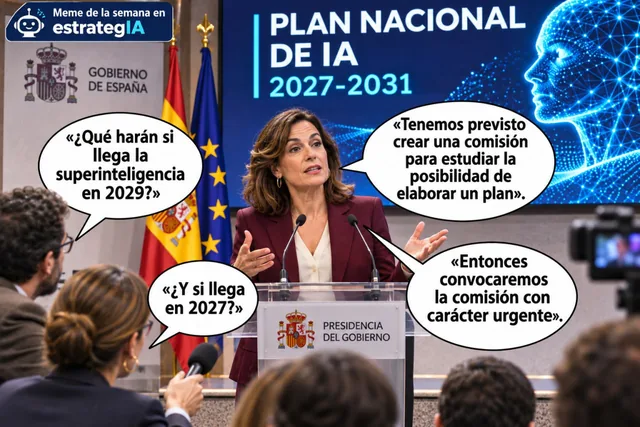 Meme de la semana en
estrategIA
GOBIERNO
DE ESPAÑA
PLAN NACIONAL
DE IA
2027-2031
«¿Qué harán si
llega la
superinteligencia
en 2029?»
«Tenemos previsto
crear una comisión
para estudiar la
posibilidad de
elaborar un plan».
«¿Y si llega
en 2027?»
«Entonces
convocaremos
la comisión con
carácter urgente».
PRESIDENCIA
DEL GOBIERNO